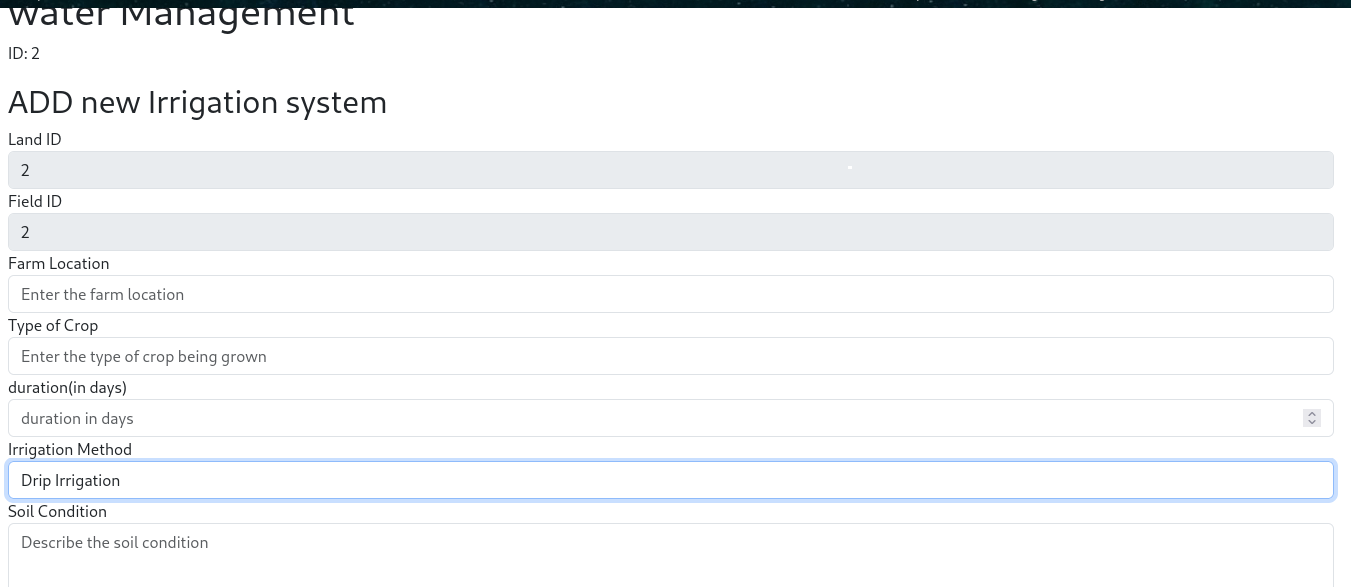 Water Management
ID: 2
ADD new Irrigation system
Land ID
2
Field ID
2
Farm Location
Enter the farm location
Type of Crop
Enter the type of crop being grown
duration(in days)
duration in days
Irrigation Method
Drip Irrigation
Soil Condition
Describe the soil condition